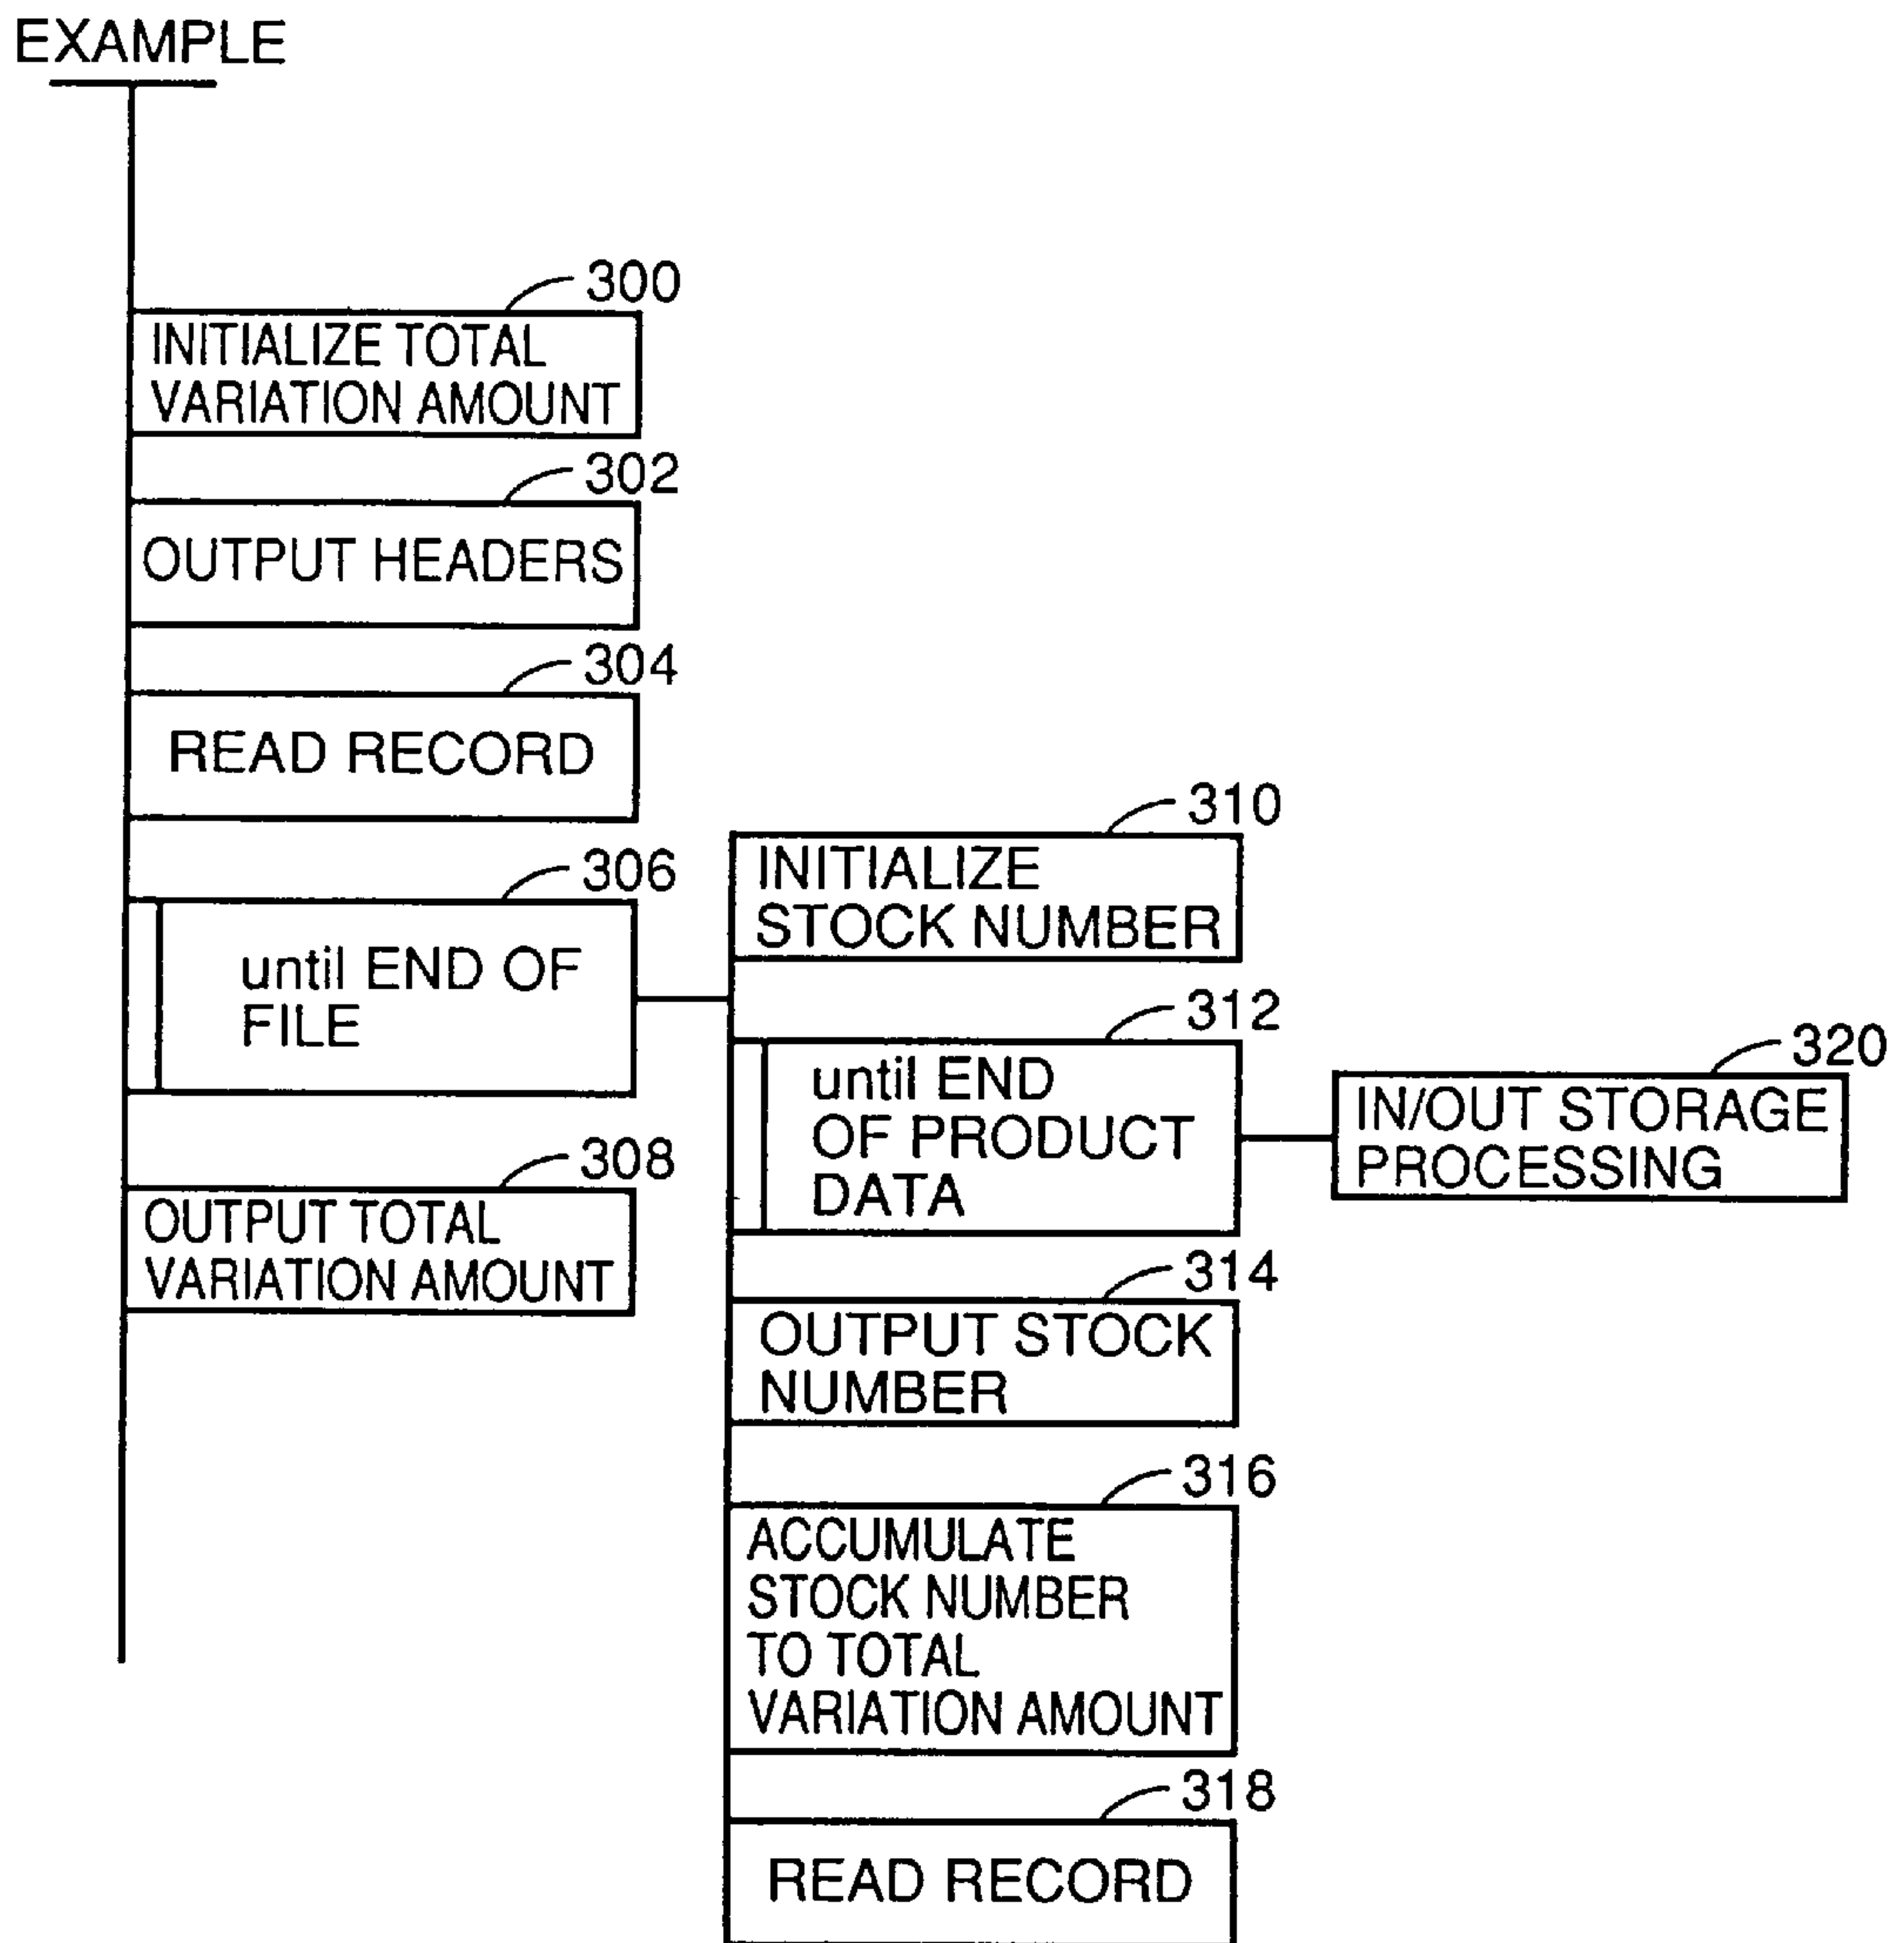 EXAMPLE
300
INITIALIZE TOTAL
VARIATION AMOUNT
302
OUTPUT HEADERS
304
READ RECORD
306
until END OF
FILE
308
OUTPUT TOTAL
VARIATION AMOUNT
310
INITIALIZE
STOCK NUMBER
312
until END
OF PRODUCT
DATA
314
OUTPUT STOCK
NUMBER
316
ACCUMULATE
STOCK NUMBER
TO TOTAL
VARIATION AMOUNT
318
READ RECORD
320
IN/OUT STORAGE
PROCESSING